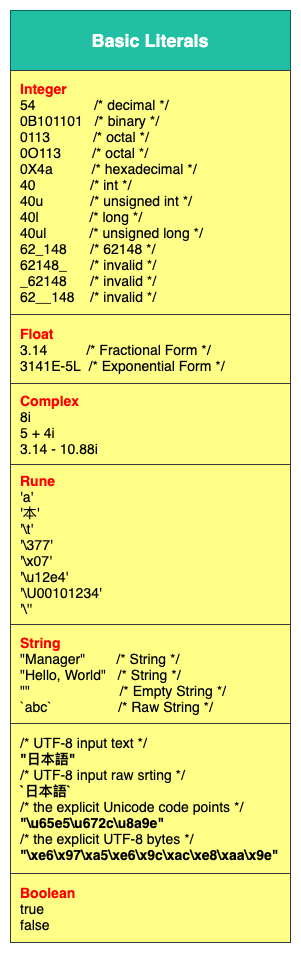 Basic Literals
Integer
54 /* decimal */
0B101101 /* binary */
0113 /* octal */
0O113 /* octal */
0X4a /* hexadecimal */
40 /* int */
40u /* unsigned int */
40l /* long */
40ul /* unsigned long */
62_148 /* 62148 */
62148_ /* invalid */
_62148 /* invalid */
62__148 /* invalid */
Float
3.14 /* Fractional Form */
3141E-5L /* Exponential Form */
Complex
8i
5 + 4i
3.14 - 10.88i
Rune
'a'
'本'
'\t'
'\377'
'\x07'
'\u12e4'
'\U00101234'
'\''
String
"Manager" /* String */
"Hello, World" /* String */
"" /* Empty String */
`abc` /* Raw String */
/* UTF-8 input text */
"日本語"
/* UTF-8 input raw srting */
`日本語`
/* the explicit Unicode code points */
"\u65e5\u672c\u8a9e"
/* the explicit UTF-8 bytes */
"\xe6\x97\xa5\xe6\x9c\xac\xe8\xaa\x9e"
Boolean
true
false